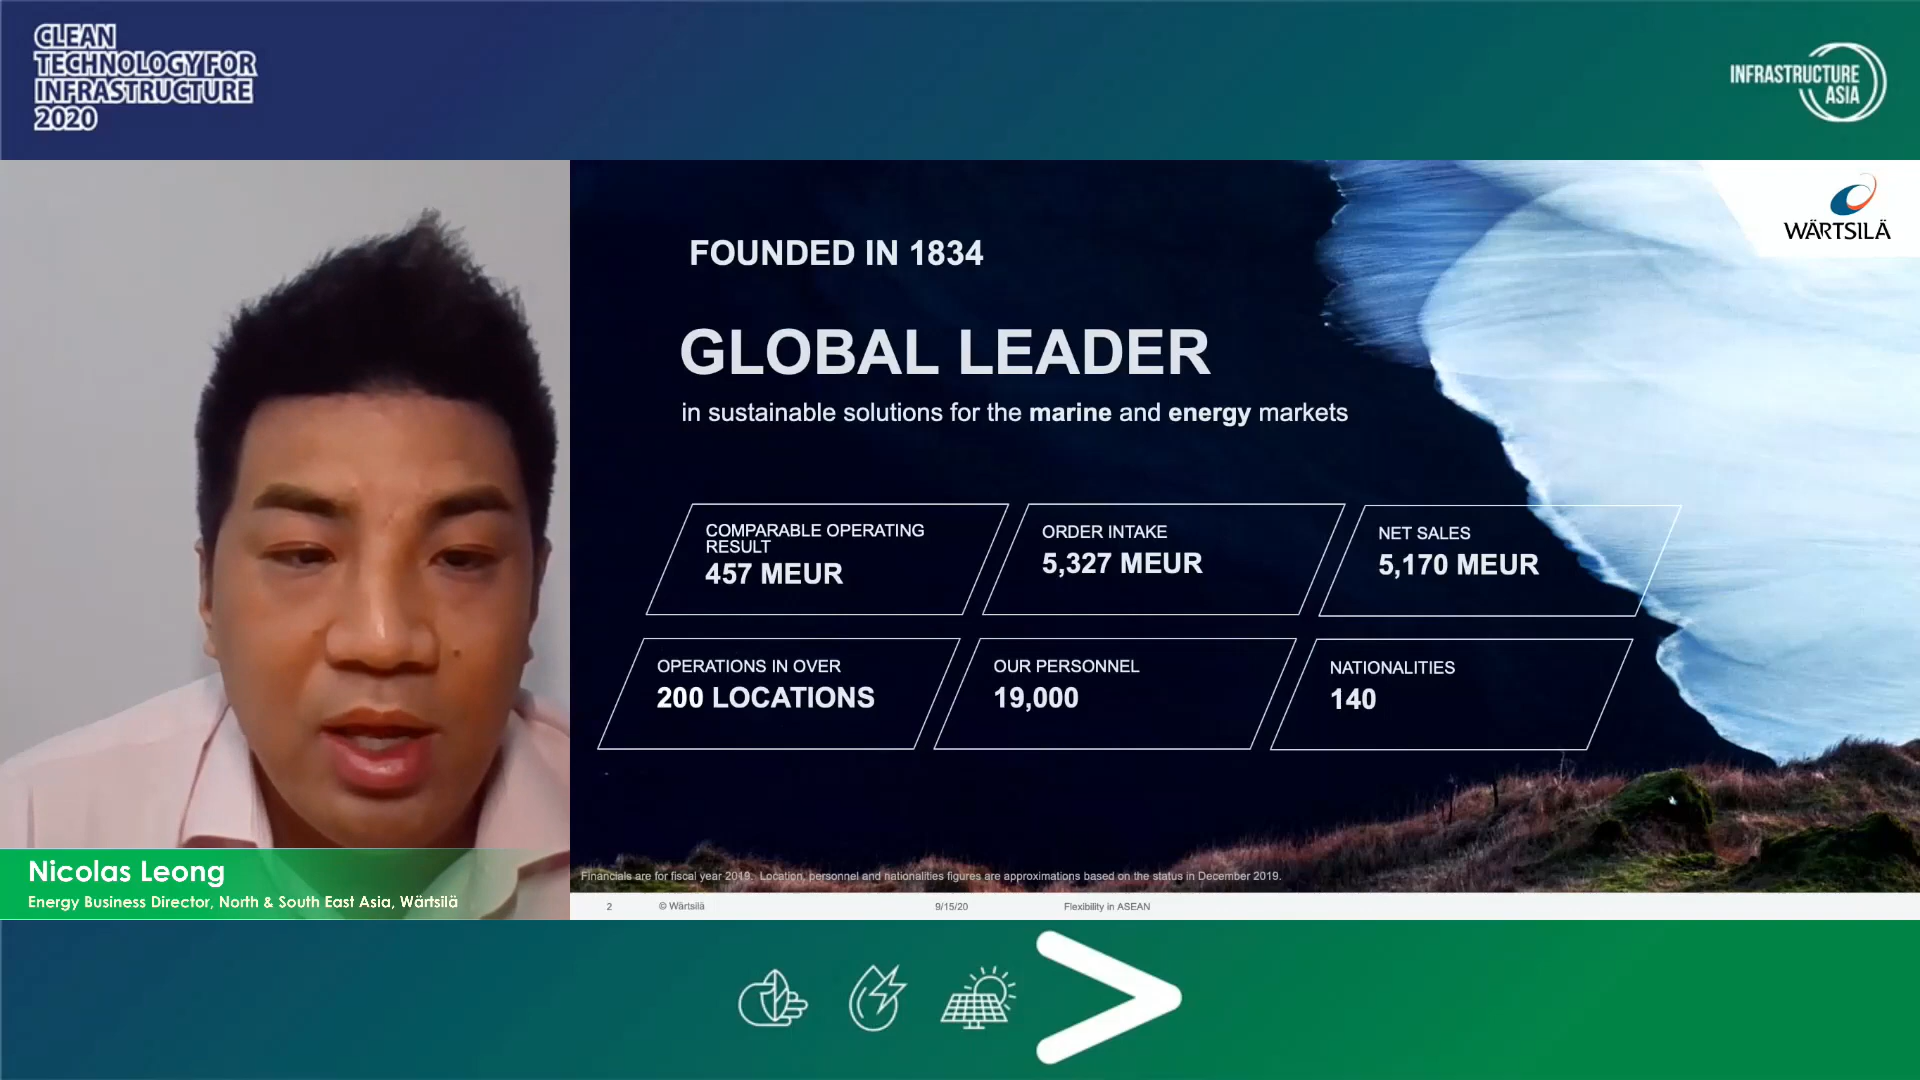 CLEAN
TECHNOLOGY FOR
INFRASTRUCTURE
2020
INFRASTRUCTURE
ASIA
WÄRTSILÄ
FOUNDED IN 1834
GLOBAL LEADER
in sustainable solutions for the marine and energy markets
COMPARABLE OPERATING
RESULT
457 MEUR
ORDER INTAKE
5,327 MEUR
NET SALES
5,170 MEUR
OPERATIONS IN OVER
200 LOCATIONS
OUR PERSONNEL
19,000
NATIONALITIES
140
Financials are for fiscal year 2019. Location, personnel and nationalities figures are approximations based on the status in December 2019.
2 © Wärtsilä 9/15/20 Flexibility in ASEAN
Nicolas Leong
Energy Business Director, North & South East Asia, Wärtsilä